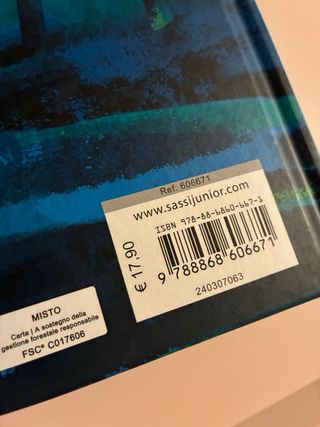 Ref: 606671
www.sassijunior.com
ISBN 978-88-6860-667-1
€ 17,90
9 788868 606671
240307063
MISTO
Carta | A sostegno della
gestione forestale responsabile
FSC® C017606